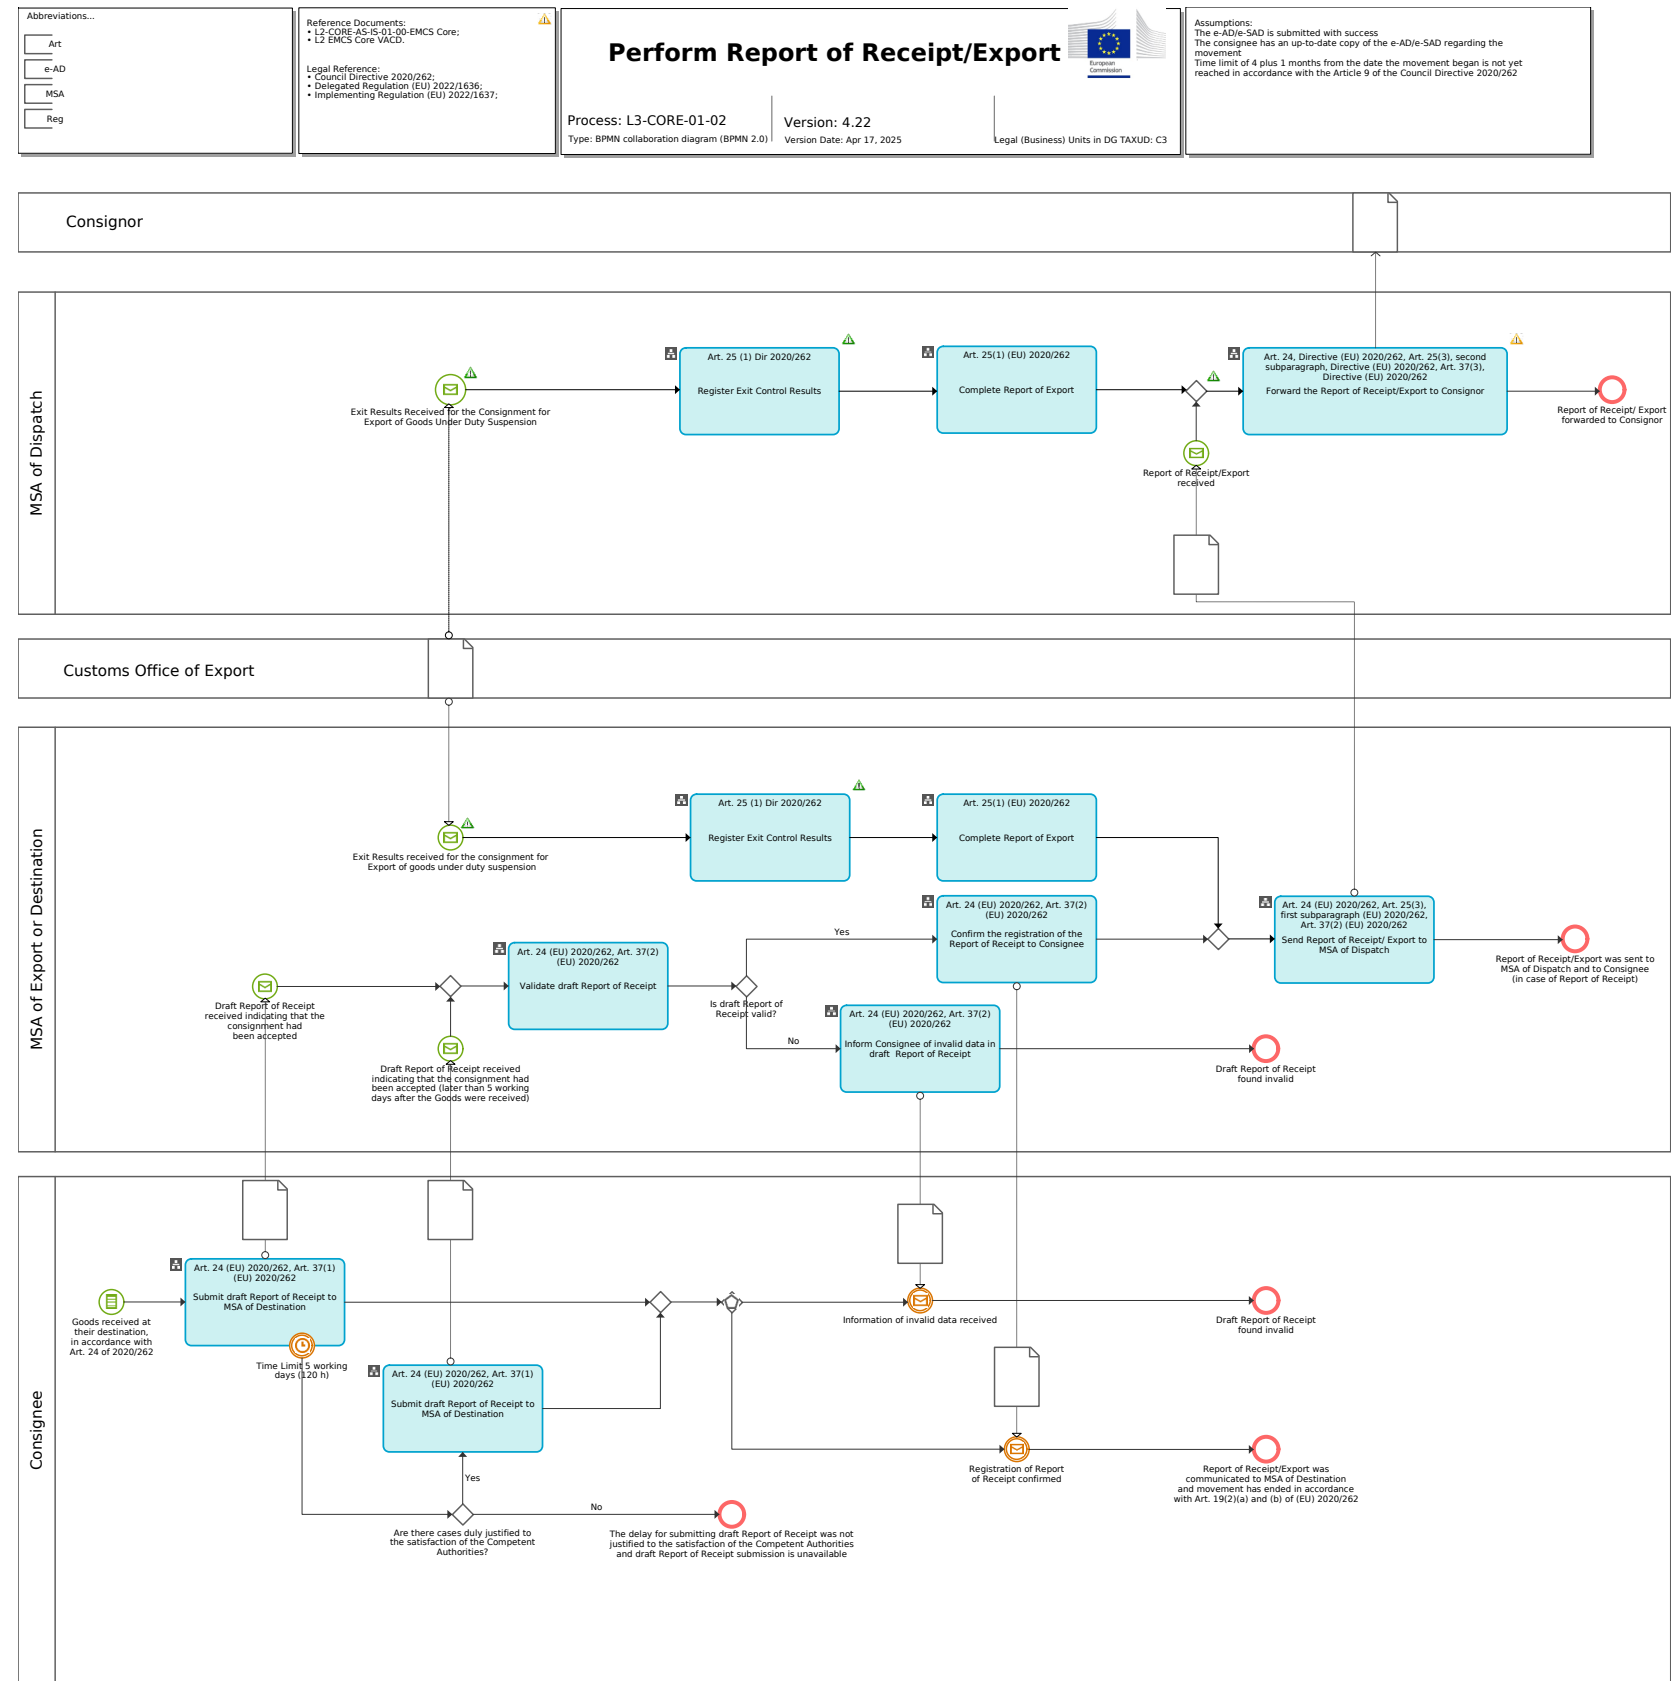 Abbreviations...
Art
e-AD
MSA
Reg
Reference Documents:
• L2-CORE-AS-IS-01-00-EMCS Core;
• L2 EMCS Core VACD.
Legal Reference:
• Council Directive 2020/262;
• Delegated Regulation (EU) 2022/1636;
• Implementing Regulation (EU) 2022/1637;
Perform Report of Receipt/Export
European
Commission
Process: L3-CORE-01-02
Version: 4.22
Type: BPMN collaboration diagram (BPMN 2.0)
Version Date: Apr 17, 2025
Legal (Business) Units in DG TAXUD: C3
Assumptions:
The e-AD/e-SAD is submitted with success
The consignee has an up-to-date copy of the e-AD/e-SAD regarding the
movement
Time limit of 4 plus 1 months from the date the movement began is not yet
reached in accordance with the Article 9 of the Council Directive 2020/262
Consignor
MSA of Dispatch
Exit Results Received for the Consignment for
Export of Goods Under Duty Suspension
Art. 25 (1) Dir 2020/262
Register Exit Control Results
Art. 25(1) (EU) 2020/262
Complete Report of Export
Report of Receipt/Export
received
Art. 24, Directive (EU) 2020/262, Art. 25(3), second
subparagraph, Directive (EU) 2020/262, Art. 37(3),
Directive (EU) 2020/262
Forward the Report of Receipt/Export to Consignor
Report of Receipt/ Export
forwarded to Consignor
Customs Office of Export
MSA of Export or Destination
Exit Results received for the consignment for
Export of goods under duty suspension
Art. 25 (1) Dir 2020/262
Register Exit Control Results
Art. 25(1) (EU) 2020/262
Complete Report of Export
Draft Report of Receipt
received indicating that the
consignment had
been accepted
Draft Report of Receipt received
indicating that the consignment had
been accepted (later than 5 working
days after the Goods were received)
Art. 24 (EU) 2020/262, Art. 37(2)
(EU) 2020/262
Validate draft Report of Receipt
Is draft Report of
Receipt valid?
Yes
No
Art. 24 (EU) 2020/262, Art. 37(2)
(EU) 2020/262
Confirm the registration of the
Report of Receipt to Consignee
Art. 24 (EU) 2020/262, Art. 37(2)
(EU) 2020/262
Inform Consignee of invalid data in
draft  Report of Receipt
Art. 24 (EU) 2020/262, Art. 25(3),
first subparagraph (EU) 2020/262,
Art. 37(2) (EU) 2020/262
Send Report of Receipt/ Export to
MSA of Dispatch
Report of Receipt/Export was sent to
MSA of Dispatch and to Consignee
(in case of Report of Receipt)
Draft Report of Receipt
found invalid
Consignee
Goods received at
their destination,
in accordance with
Art. 24 of 2020/262
Art. 24 (EU) 2020/262, Art. 37(1)
(EU) 2020/262
Submit draft Report of Receipt to
MSA of Destination
Time Limit 5 working
days (120 h)
Art. 24 (EU) 2020/262, Art. 37(1)
(EU) 2020/262
Submit draft Report of Receipt to
MSA of Destination
Yes
Are there cases duly justified to
the satisfaction of the Competent
Authorities?
No
The delay for submitting draft Report of Receipt was not
justified to the satisfaction of the Competent Authorities
and draft Report of Receipt submission is unavailable
Information of invalid data received
Draft Report of Receipt
found invalid
Registration of Report
of Receipt confirmed
Report of Receipt/Export was
communicated to MSA of Destination
and movement has ended in accordance
with Art. 19(2)(a) and (b) of (EU) 2020/262